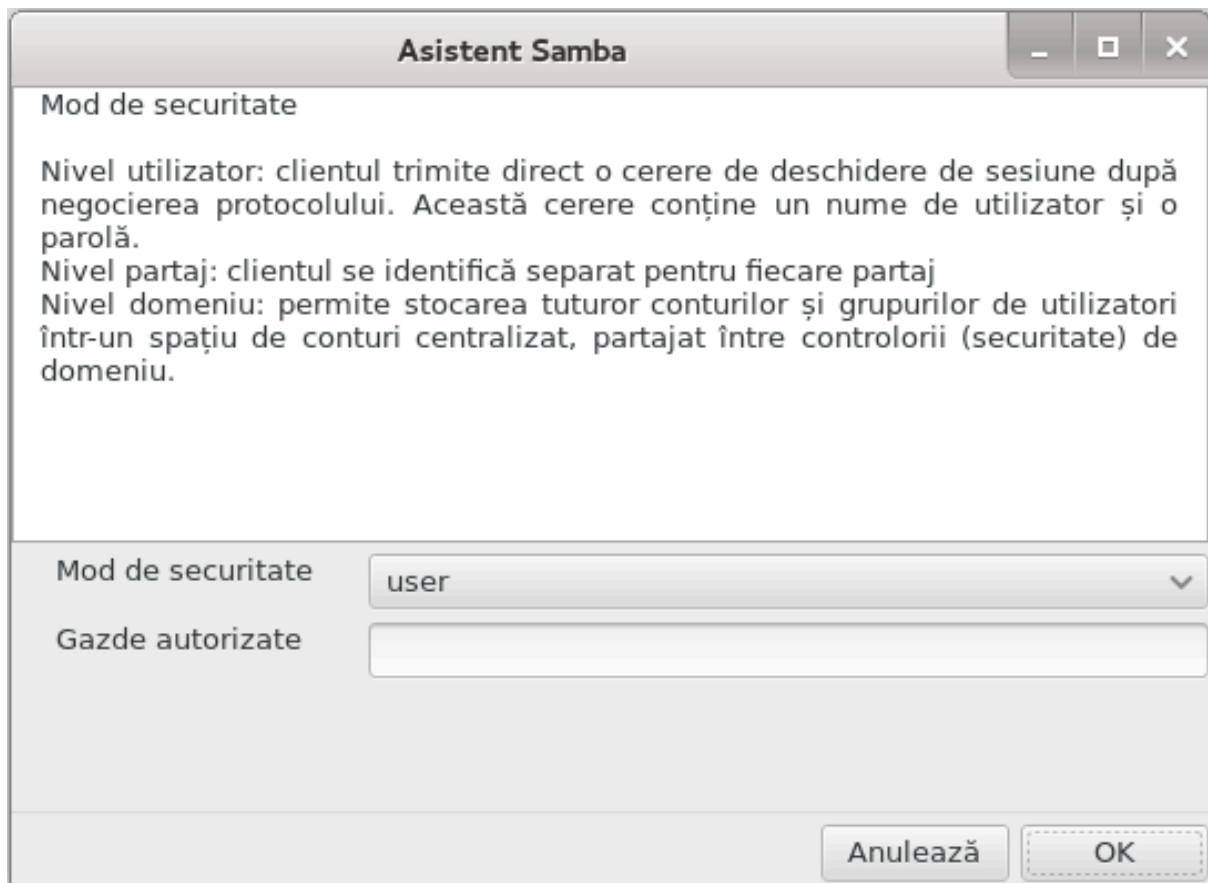 Asistent Samba
Mod de securitate
Nivel utilizator: clientul trimite direct o cerere de deschidere de sesiune după
negocierea protocolului. Această cerere conține un nume de utilizator și o
parolă.
Nivel partaj: clientul se identifică separat pentru fiecare partaj
Nivel domeniu: permite stocarea tuturor conturilor și grupurilor de utilizatori
într-un spațiu de conturi centralizat, partajat între controlorii (securitate) de
domeniu.
Mod de securitate
user
Gazde autorizate
Anulează
OK